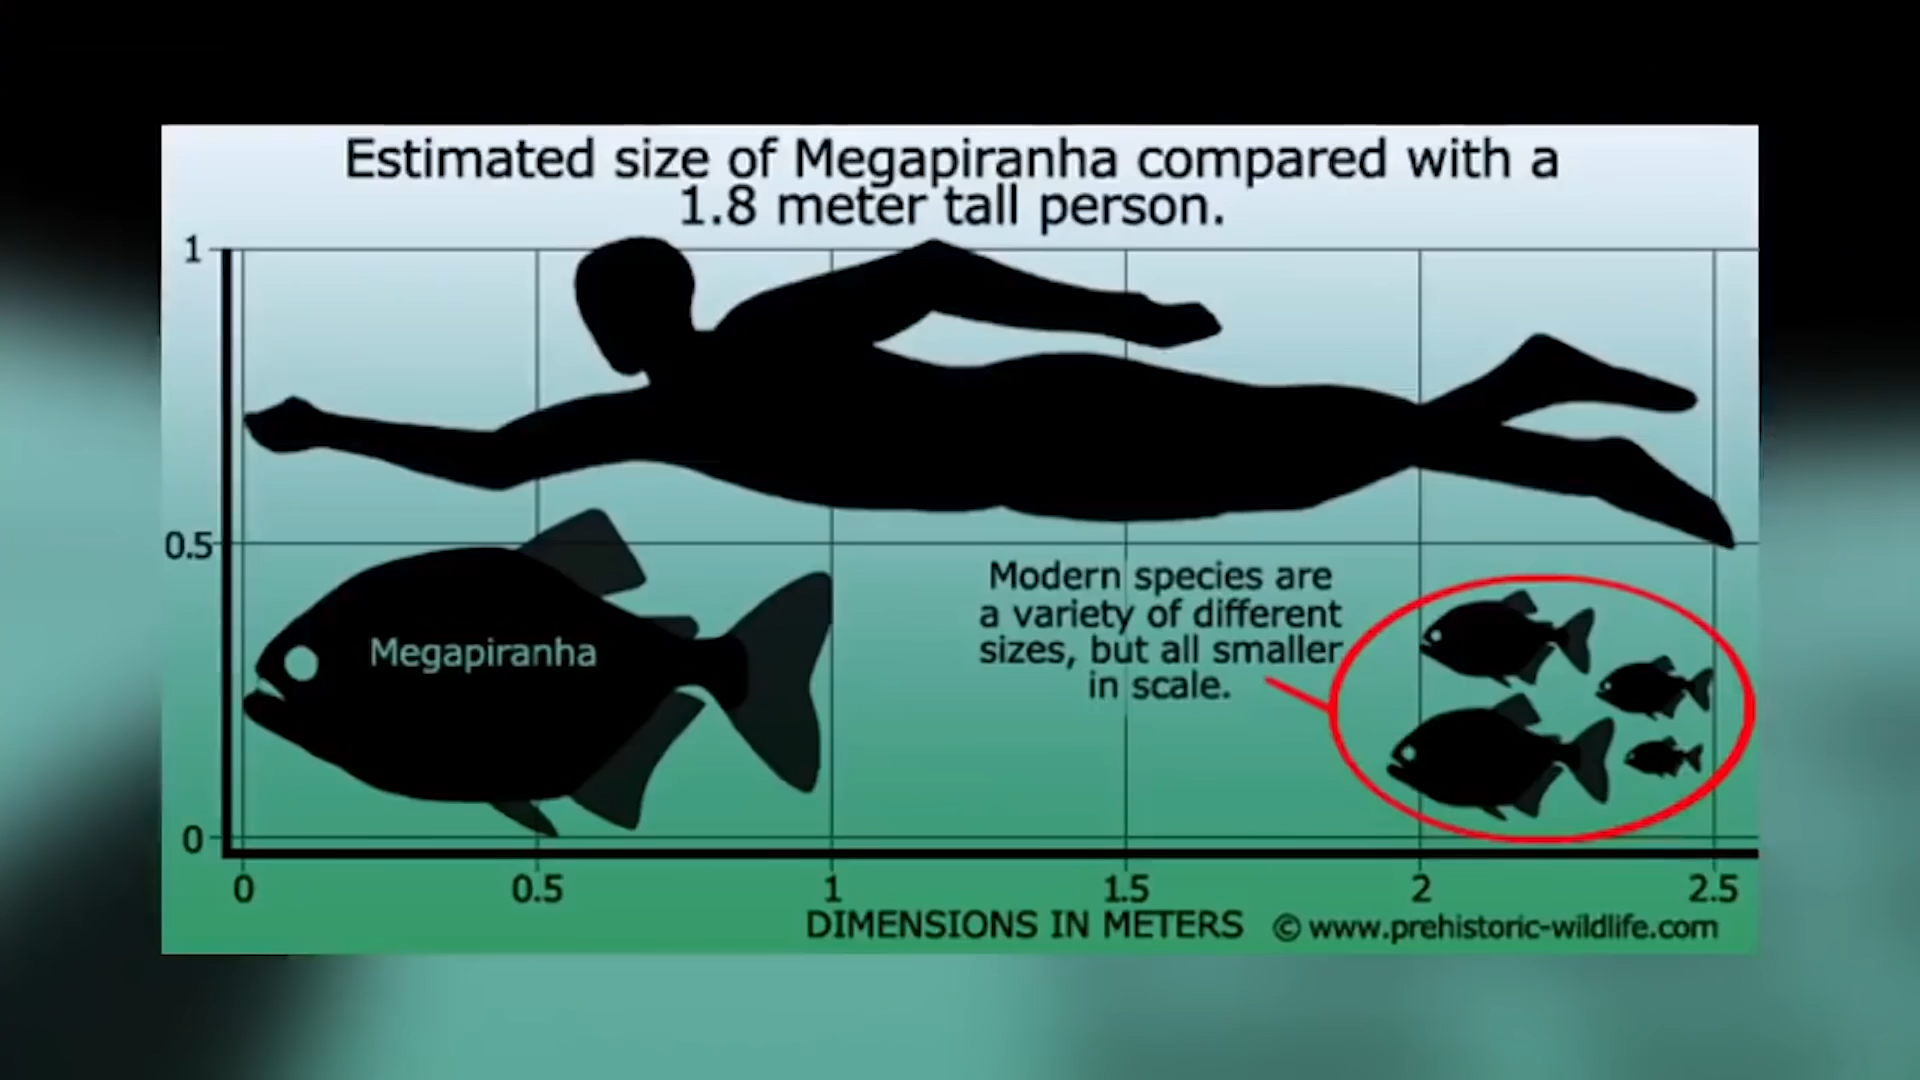 Estimated size of Megapiranha compared with a
1.8 meter tall person.
1
0.5
0
Megapiranha
Modern species are
a variety of different
sizes, but all smaller
in scale.
0 0.5 1 1.5 2 2.5
DIMENSIONS IN METERS © www.prehistoric-wildlife.com